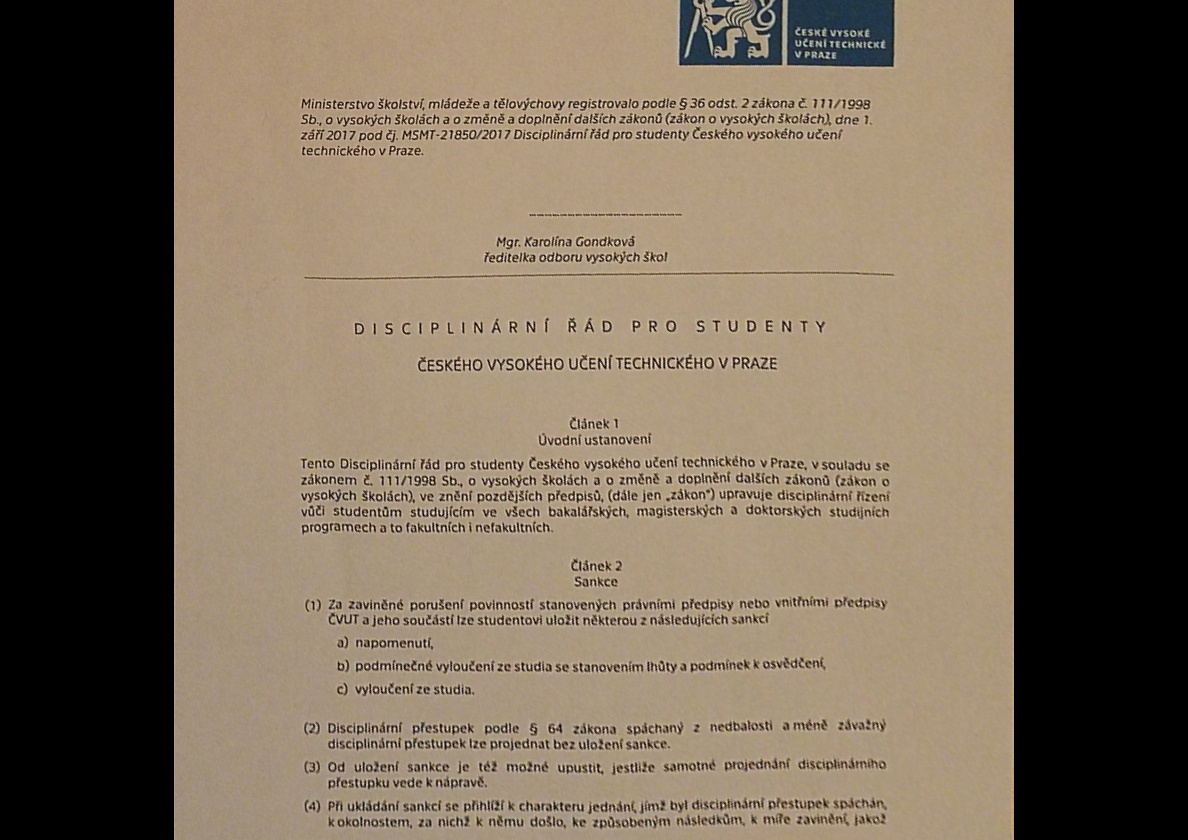 ČESKÉ VYSOKÉ
UČENÍ TECHNICKÉ
V PRAZE
Ministerstvo školství, mládeže a tělovýchovy registrovalo podle § 36 odst. 2 zákona č. 111/1998
Sb., o vysokých školách a o změně a doplnění dalších zákonů (zákon o vysokých školách), dne 1.
září 2017 pod čj. MSMT-21850/2017 Disciplinární řád pro studenty Českého vysokého učení
technického v Praze.
Mgr. Karolína Gondková
ředitelka odboru vysokých škol
DISCIPLINÁRNÍ ŘÁD PRO STUDENTY
ČESKÉHO VYSOKÉHO UČENÍ TECHNICKÉHO V PRAZE
Článek 1
Úvodní ustanovení
Tento Disciplinární řád pro studenty Českého vysokého učení technického v Praze, v souladu se
zákonem č. 111/1998 Sb., o vysokých školách a o změně a doplnění dalších zákonů (zákon o
vysokých školách), ve znění pozdějších předpisů, (dále jen „zákon") upravuje disciplinární řízení
vůči studentům studujícím ve všech bakalářských, magisterských a doktorských studijních
programech a to fakultních i nefakultních.
Článek 2
Sankce
(1) Za zaviněné porušení povinností stanovených právními předpisy nebo vnitřními předpisy
ČVUT a jeho součástí lze studentovi uložit některou z následujících sankcí
a) napomenutí,
b) podmínečné vyloučení ze studia se stanovením lhůty a podmínek k osvědčení,
c) vyloučení ze studia.
(2) Disciplinární přestupek podle § 64 zákona spáchaný z nedbalosti a méně závažný
disciplinární přestupek lze projednat bez uložení sankce.
(3) Od uložení sankce je též možné upustit, jestliže samotné projednání disciplinárního
přestupku vede k nápravě.
(4) Při ukládání sankcí se přihlíží k charakteru jednání, jímž byl disciplinární přestupek spáchán,
k okolnostem, za nichž k němu došlo, ke způsobeným následkům, k míře zavinění, jakož